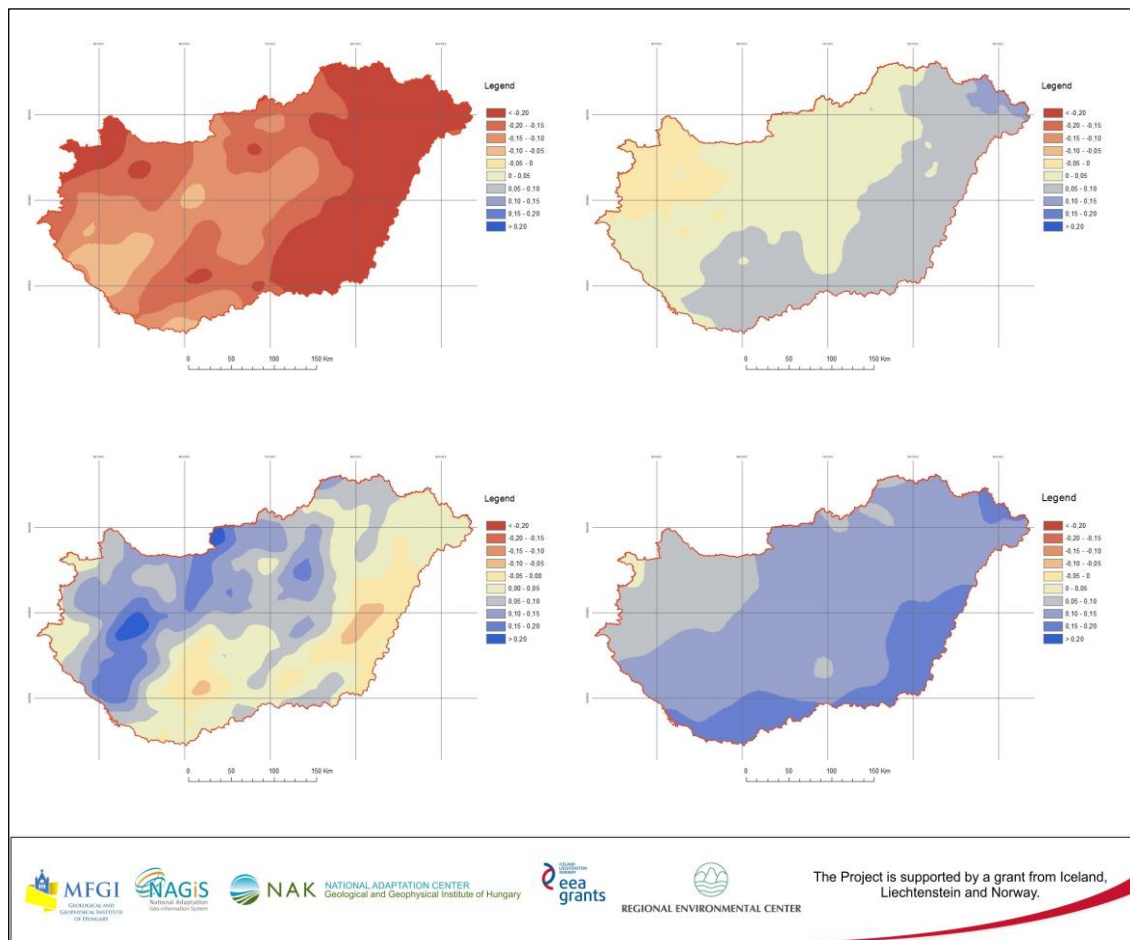 Legend
< -0,20
-0,20 - -0,15
-0,15 - -0,10
-0,10 - -0,05
-0,05 - 0
0 - 0,05
0,05 - 0,10
0,10 - 0,15
0,15 - 0,20
> 0,20
0 50 100 150 Km
Legend
< -0,20
-0,20 - -0,15
-0,15 - -0,10
-0,10 - -0,05
-0,05 - 0
0 - 0,05
0,05 - 0,10
0,10 - 0,15
0,15 - 0,20
> 0,20
0 50 100 150 Km
Legend
< -0,20
-0,20 - -0,15
-0,15 - -0,10
-0,10 - -0,05
-0,05 - 0,00
0,00 - 0,05
0,05 - 0,10
0,10 - 0,15
0,15 - 0,20
> 0,20
0 50 100 150 Km
Legend
< -0,20
-0,20 - -0,15
-0,15 - -0,10
-0,10 - -0,05
-0,05 - 0
0 - 0,05
0,05 - 0,10
0,10 - 0,15
0,15 - 0,20
> 0,20
0 50 100 150 Km
MFGI
GEOLOGICAL AND
GEOPHYSICAL INSTITUTE
OF HUNGARY
NAGiS
National Adaptation
Geo-information System
NAK
NATIONAL ADAPTATION CENTER
Geological and Geophysical Institute of Hungary
ICELAND
LIECHTENSTEIN
NORWAY
eea
grants
REGIONAL ENVIRONMENTAL CENTER
The Project is supported by a grant from Iceland,
Liechtenstein and Norway.